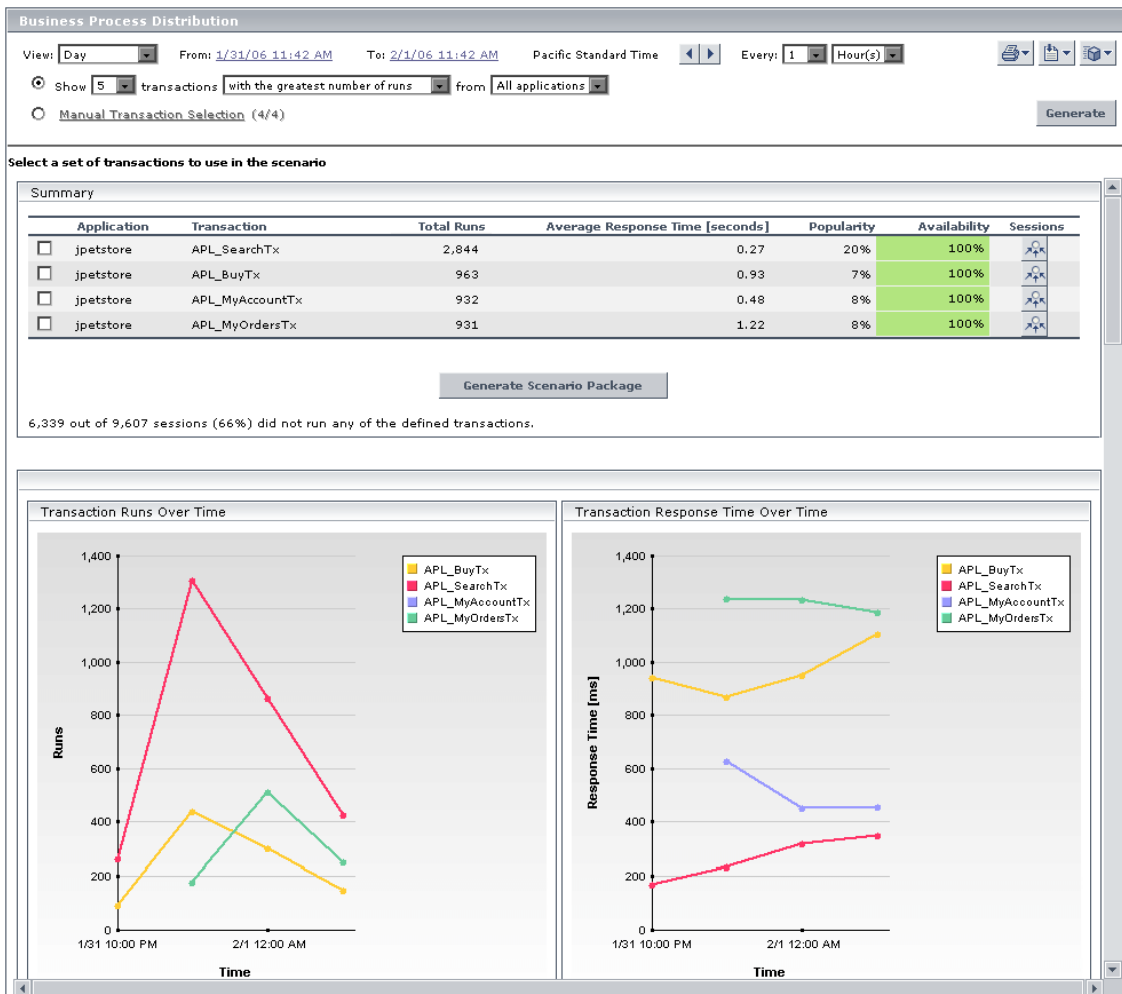 Business Process Distribution
View: Day From: 1/31/06 11:42 AM To: 2/1/06 11:42 AM Pacific Standard Time Every: 1 Hour(s)
Show 5 transactions with the greatest number of runs from All applications
Manual Transaction Selection (4/4) Generate
Select a set of transactions to use in the scenario
Summary
Application Transaction Total Runs Average Response Time [seconds] Popularity Availability Sessions
jpetstore APL_SearchTx 2,844 0.27 20% 100%
jpetstore APL_BuyTx 963 0.93 7% 100%
jpetstore APL_MyAccountTx 932 0.48 8% 100%
jpetstore APL_MyOrdersTx 931 1.22 8% 100%
Generate Scenario Package
6,339 out of 9,607 sessions (66%) did not run any of the defined transactions.
Transaction Runs Over Time
1,400
1,200
1,000
800
600
400
200
0
Runs
1/31 10:00 PM 2/1 12:00 AM
Time
APL_BuyTx
APL_SearchTx
APL_MyAccountTx
APL_MyOrdersTx
Transaction Response Time Over Time
1,400
1,200
1,000
800
600
400
200
0
Response Time [ms]
1/31 10:00 PM 2/1 12:00 AM
Time
APL_BuyTx
APL_SearchTx
APL_MyAccountTx
APL_MyOrdersTx